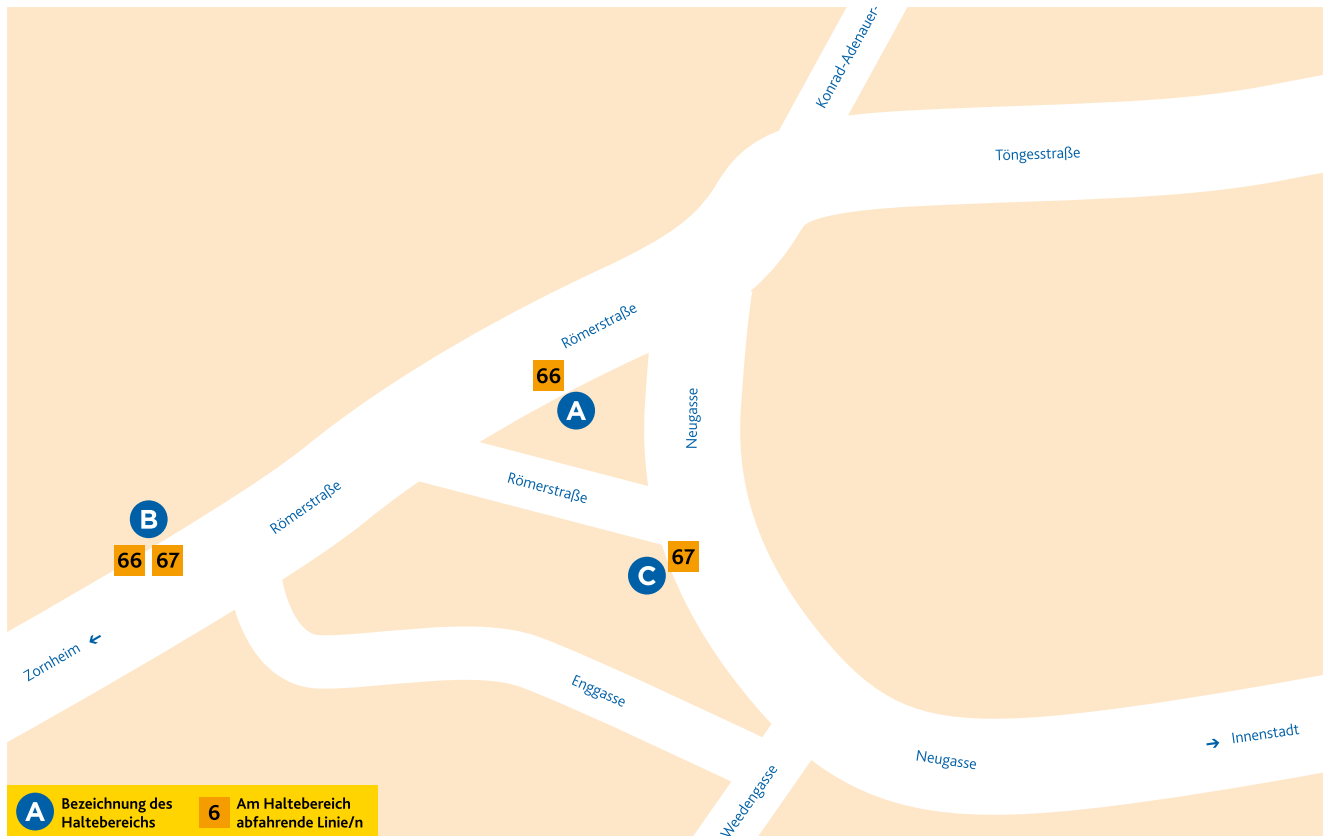 Konrad-Adenauer-
Töngesstraße
Römerstraße
66
A
Neugasse
Römerstraße
Römerstraße
B
66 67
67
C
Zornheim
Enggasse
Innenstadt
Neugasse
Weedengasse
A
Bezeichnung des
Haltebereichs
6
Am Haltebereich
abfahrende Linie/n